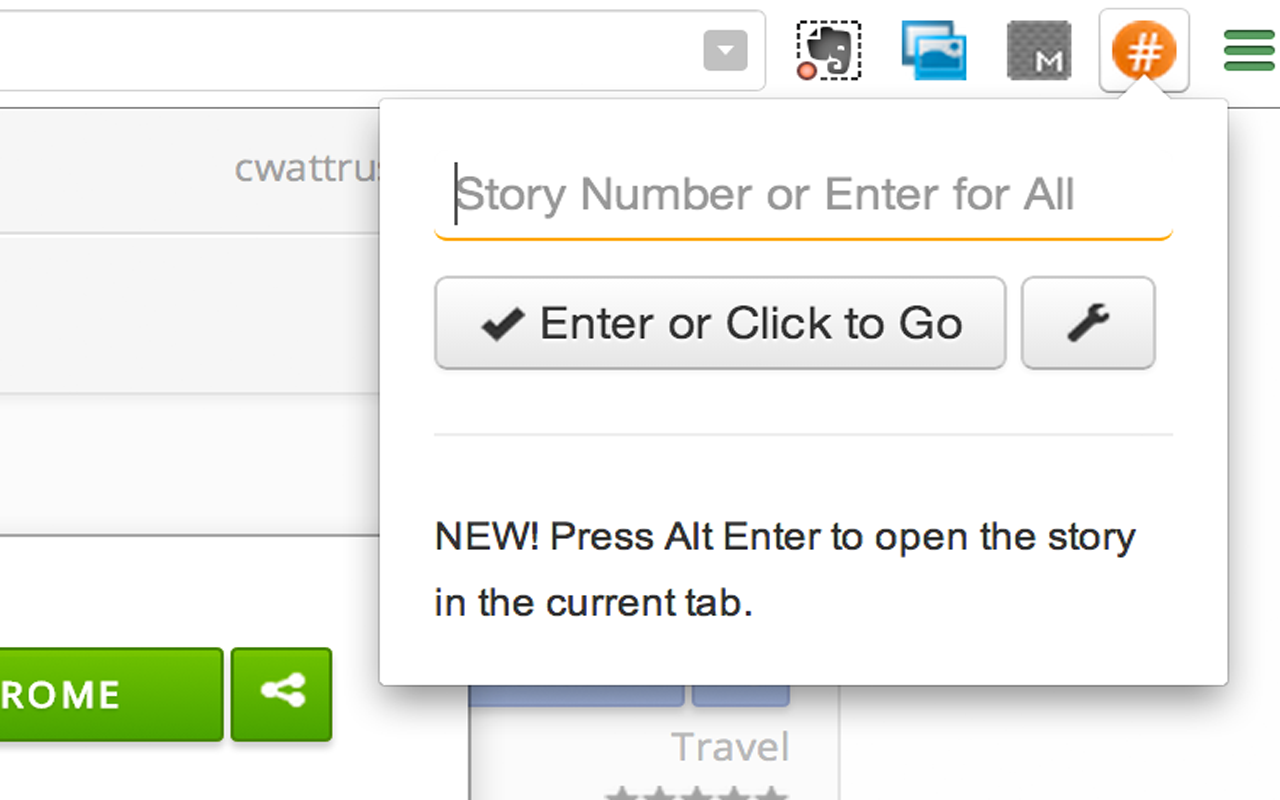 M
#
cwattrus
Story Number or Enter for All
Enter or Click to Go
NEW! Press Alt Enter to open the story
in the current tab.
ROME
Travel